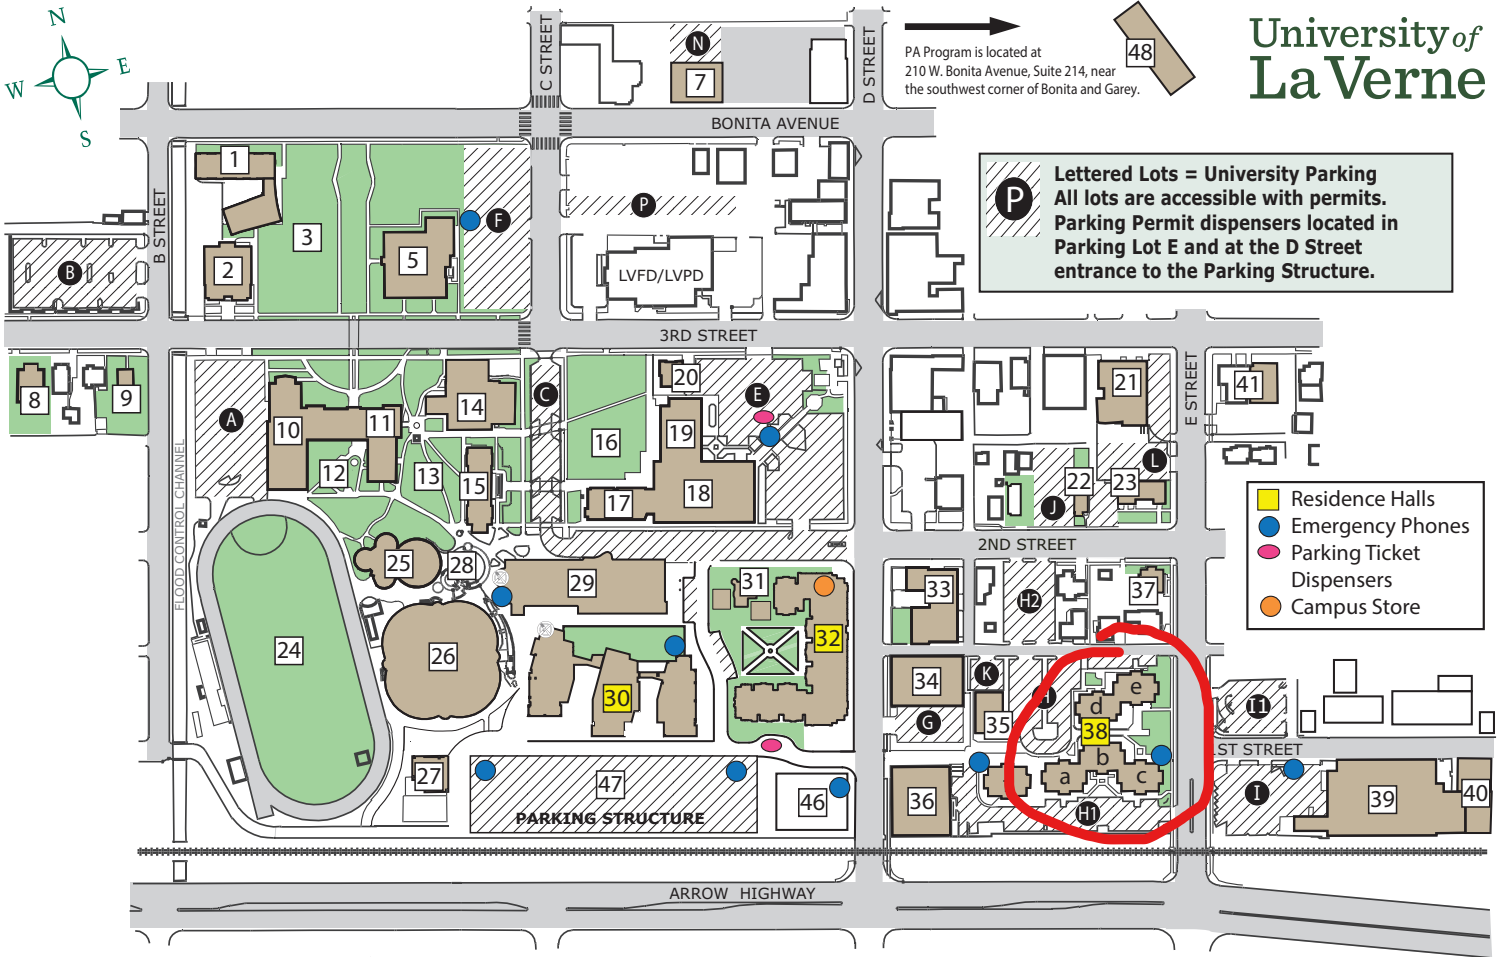 N
W
E
S
C STREET
D STREET
N
7
PA Program is located at
210 W. Bonita Avenue, Suite 214, near
the southwest corner of Bonita and Garey.
48
University of
La Verne
BONITA AVENUE
P
Lettered Lots = University Parking
All lots are accessible with permits.
Parking Permit dispensers located in
Parking Lot E and at the D Street
entrance to the Parking Structure.
B STREET
1
3
2
5
F
B
P
LVFD/LVPD
3RD STREET
E STREET
8
9
A
10
11
14
C
20
E
16
19
12
13
15
17
18
21
41
L
22
23
J
FLOOD CONTROL CHANNEL
2ND STREET
Residence Halls
Emergency Phones
Parking Ticket
Dispensers
Campus Store
25
28
29
31
32
33
H2
37
24
26
30
34
K
H
G
35
e
d
38
b
a
c
I1
1ST STREET
27
47
PARKING STRUCTURE
46
36
H1
I
39
40
ARROW HIGHWAY